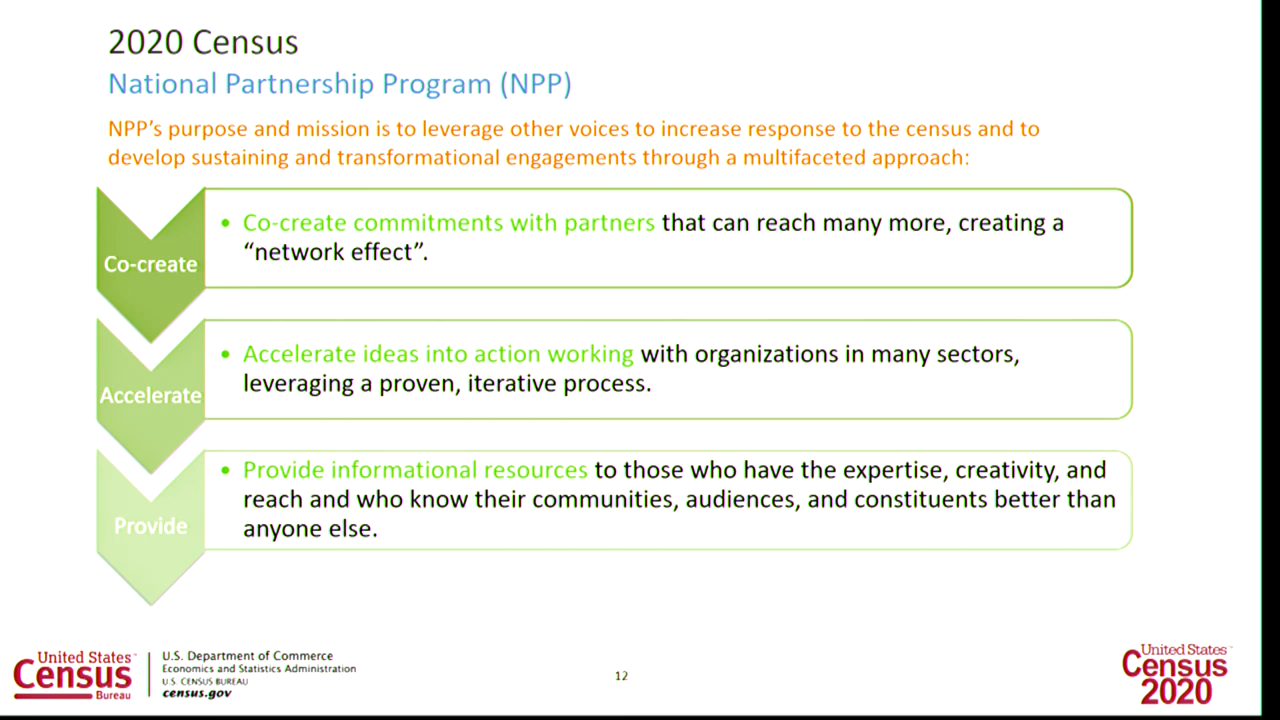 2020 Census
National Partnership Program (NPP)
NPP’s purpose and mission is to leverage other voices to increase response to the census and to
develop sustaining and transformational engagements through a multifaceted approach:
Co-create
• Co-create commitments with partners that can reach many more, creating a
“network effect”.
Accelerate
• Accelerate ideas into action working with organizations in many sectors,
leveraging a proven, iterative process.
Provide
• Provide informational resources to those who have the expertise, creativity, and
reach and who know their communities, audiences, and constituents better than
anyone else.
United States™
Census
Bureau
U.S. Department of Commerce
Economics and Statistics Administration
U.S. CENSUS BUREAU
census.gov
12
United States™
Census
2020